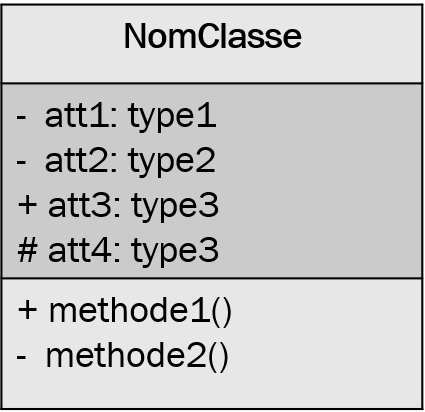 NomClasse
- att1: type1
- att2: type2
+ att3: type3
# att4: type3
+ methode1()
- methode2()